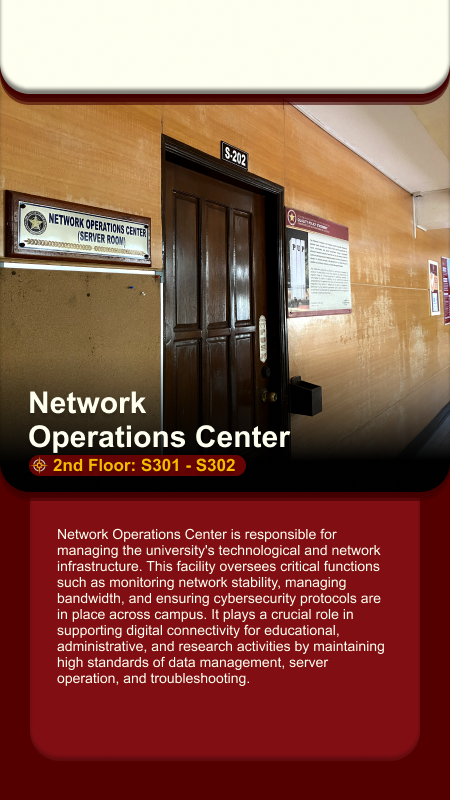 S-202
NETWORK OPERATIONS CENTER
(SERVER ROOM)
PUP
Network
Operations Center
2nd Floor: S301 - S302
Network Operations Center is responsible for
managing the university's technological and network
infrastructure. This facility oversees critical functions
such as monitoring network stability, managing
bandwidth, and ensuring cybersecurity protocols are
in place across campus. It plays a crucial role in
supporting digital connectivity for educational,
administrative, and research activities by maintaining
high standards of data management, server
operation, and troubleshooting.